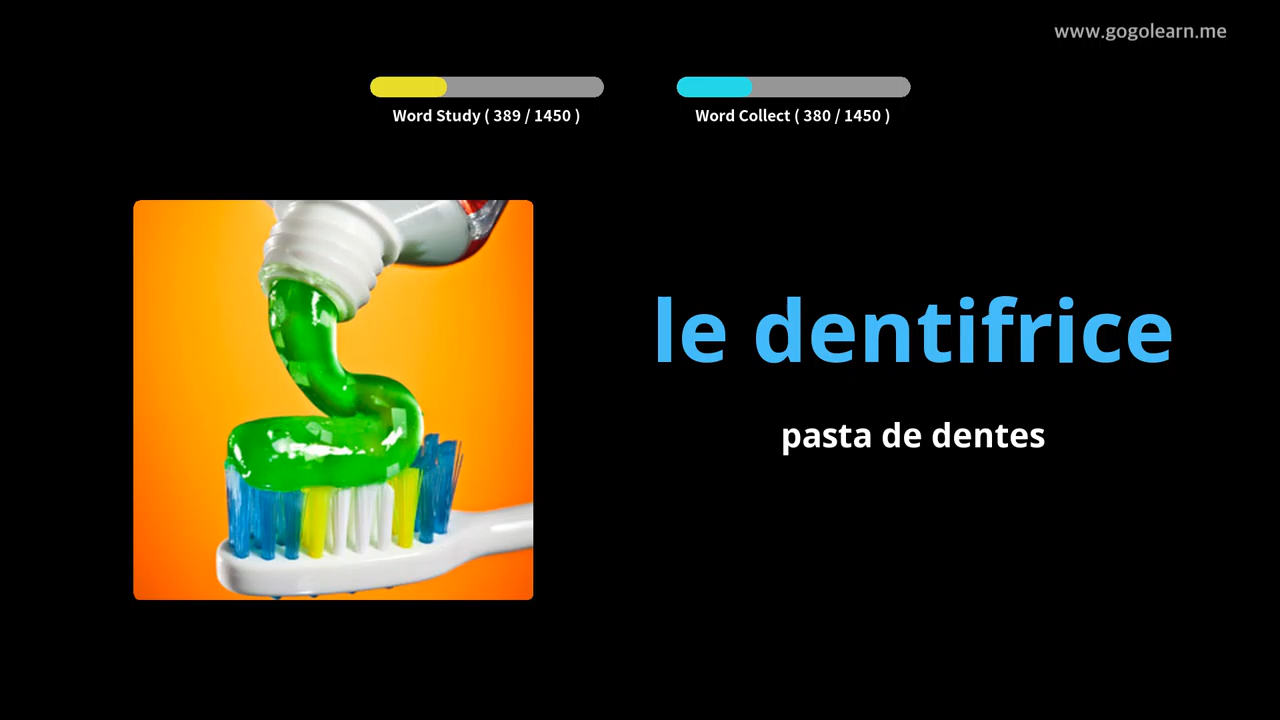 www.gogolearn.me
Word Study ( 389 / 1450 )
Word Collect ( 380 / 1450 )
le dentifrice
pasta de dentes